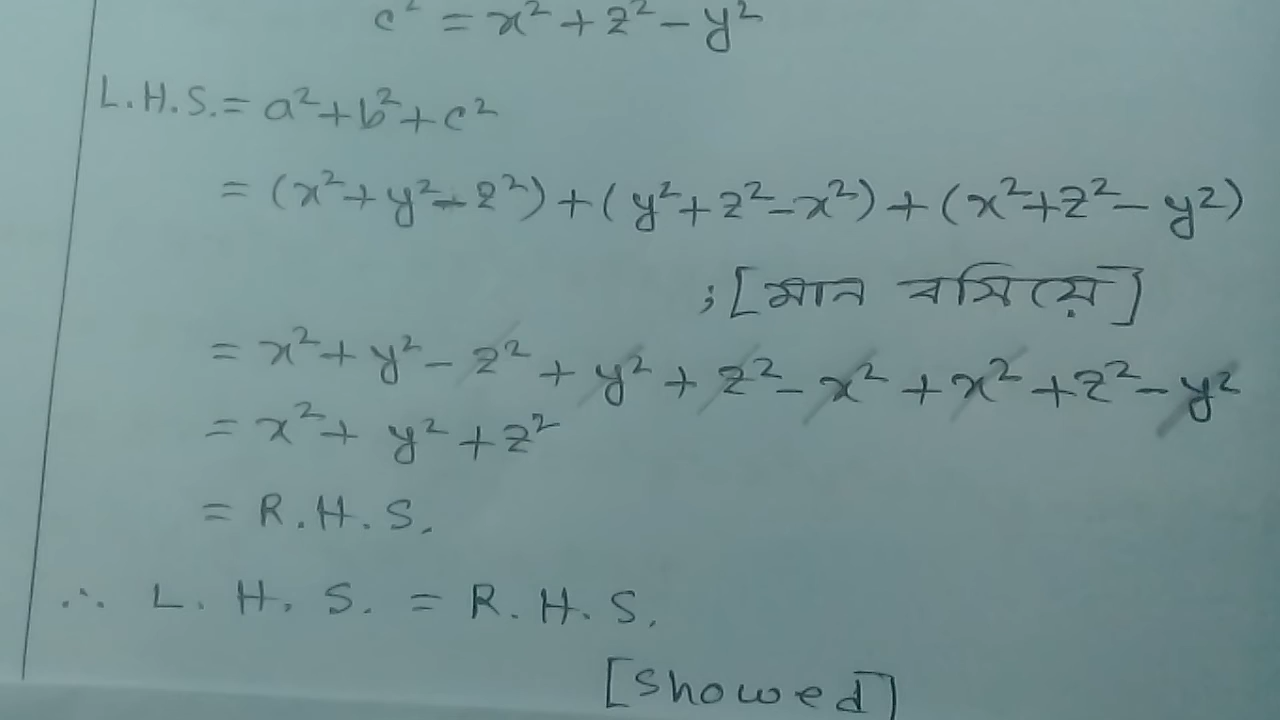 c² = x² + z² − y²
L.H.S. = a² + b² + c²
= (x² + y² − z²) + (y² + z² − x²) + (x² + z² − y²)
; [মান বসিয়ে]
= x² + y² − z² + y² + z² − x² + x² + z² − y²
= x² + y² + z²
= R.H.S.
∴ L.H.S. = R.H.S.
[showed]